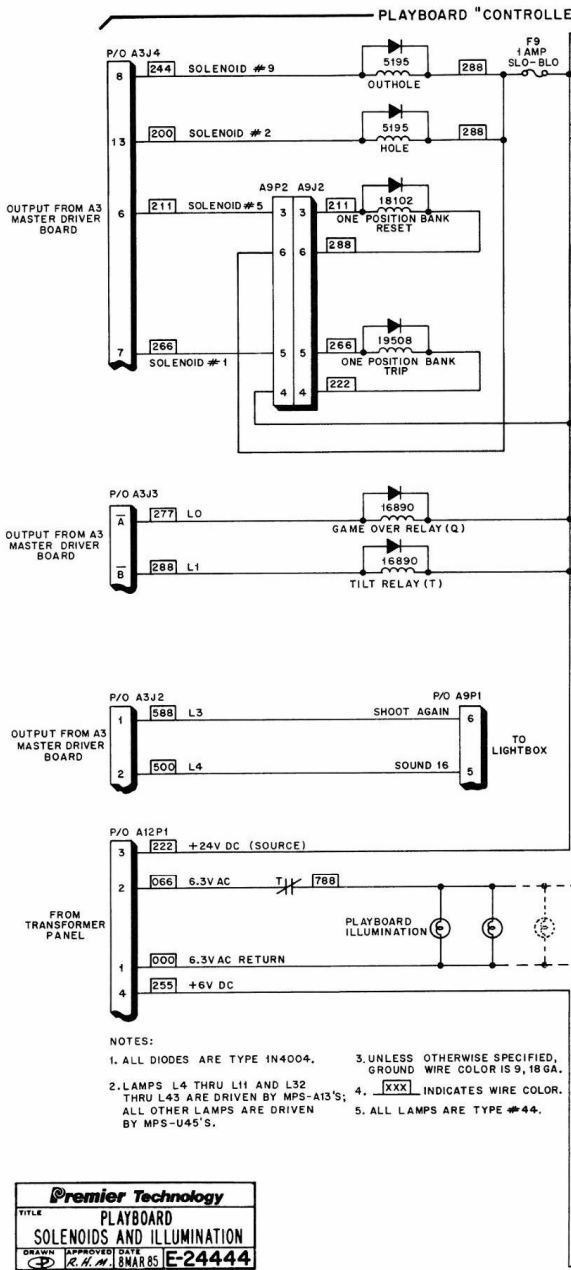 PLAYBOARD "CONTROLLE
P/O A3J4
F9
1 AMP
SLO-BLO
8 244 SOLENOID #9 5195 288
OUTHOLE
13 200 SOLENOID #2 5195 288
HOLE
A9P2 A9J2
OUTPUT FROM A3
MASTER DRIVER
BOARD
6 211 SOLENOID #5 3 3 211 18102
ONE POSITION BANK
RESET
6 6 288
7 266 5 5 266 19508
SOLENOID #1
ONE POSITION BANK
TRIP
4 4 222
P/O A3J3
OUTPUT FROM A3
MASTER DRIVER
BOARD
A 277 L0 16890
GAME OVER RELAY (Q)
B 288 L1 16890
TILT RELAY (T)
P/O A3J2 P/O A9P1
OUTPUT FROM A3
MASTER DRIVER
BOARD
1 588 L3 SHOOT AGAIN 6
TO
LIGHTBOX
2 500 L4 SOUND 16 5
P/O A12P1
3 222 +24V DC (SOURCE)
2 066 6.3V AC T 788
FROM
TRANSFORMER
PANEL
PLAYBOARD
ILLUMINATION
1 000 6.3V AC RETURN
4 255 +6V DC
NOTES:
1. ALL DIODES ARE TYPE 1N4004.
2. LAMPS L4 THRU L11 AND L32
THRU L43 ARE DRIVEN BY MPS-A13'S;
ALL OTHER LAMPS ARE DRIVEN
BY MPS-U45'S.
3. UNLESS OTHERWISE SPECIFIED,
GROUND WIRE COLOR IS 9, 18 GA.
4. XXX INDICATES WIRE COLOR.
5. ALL LAMPS ARE TYPE #44.
Premier Technology
TITLE PLAYBOARD
SOLENOIDS AND ILLUMINATION
DRAWN APPROVED DATE
R.H.M. 8MAR85 E-24444